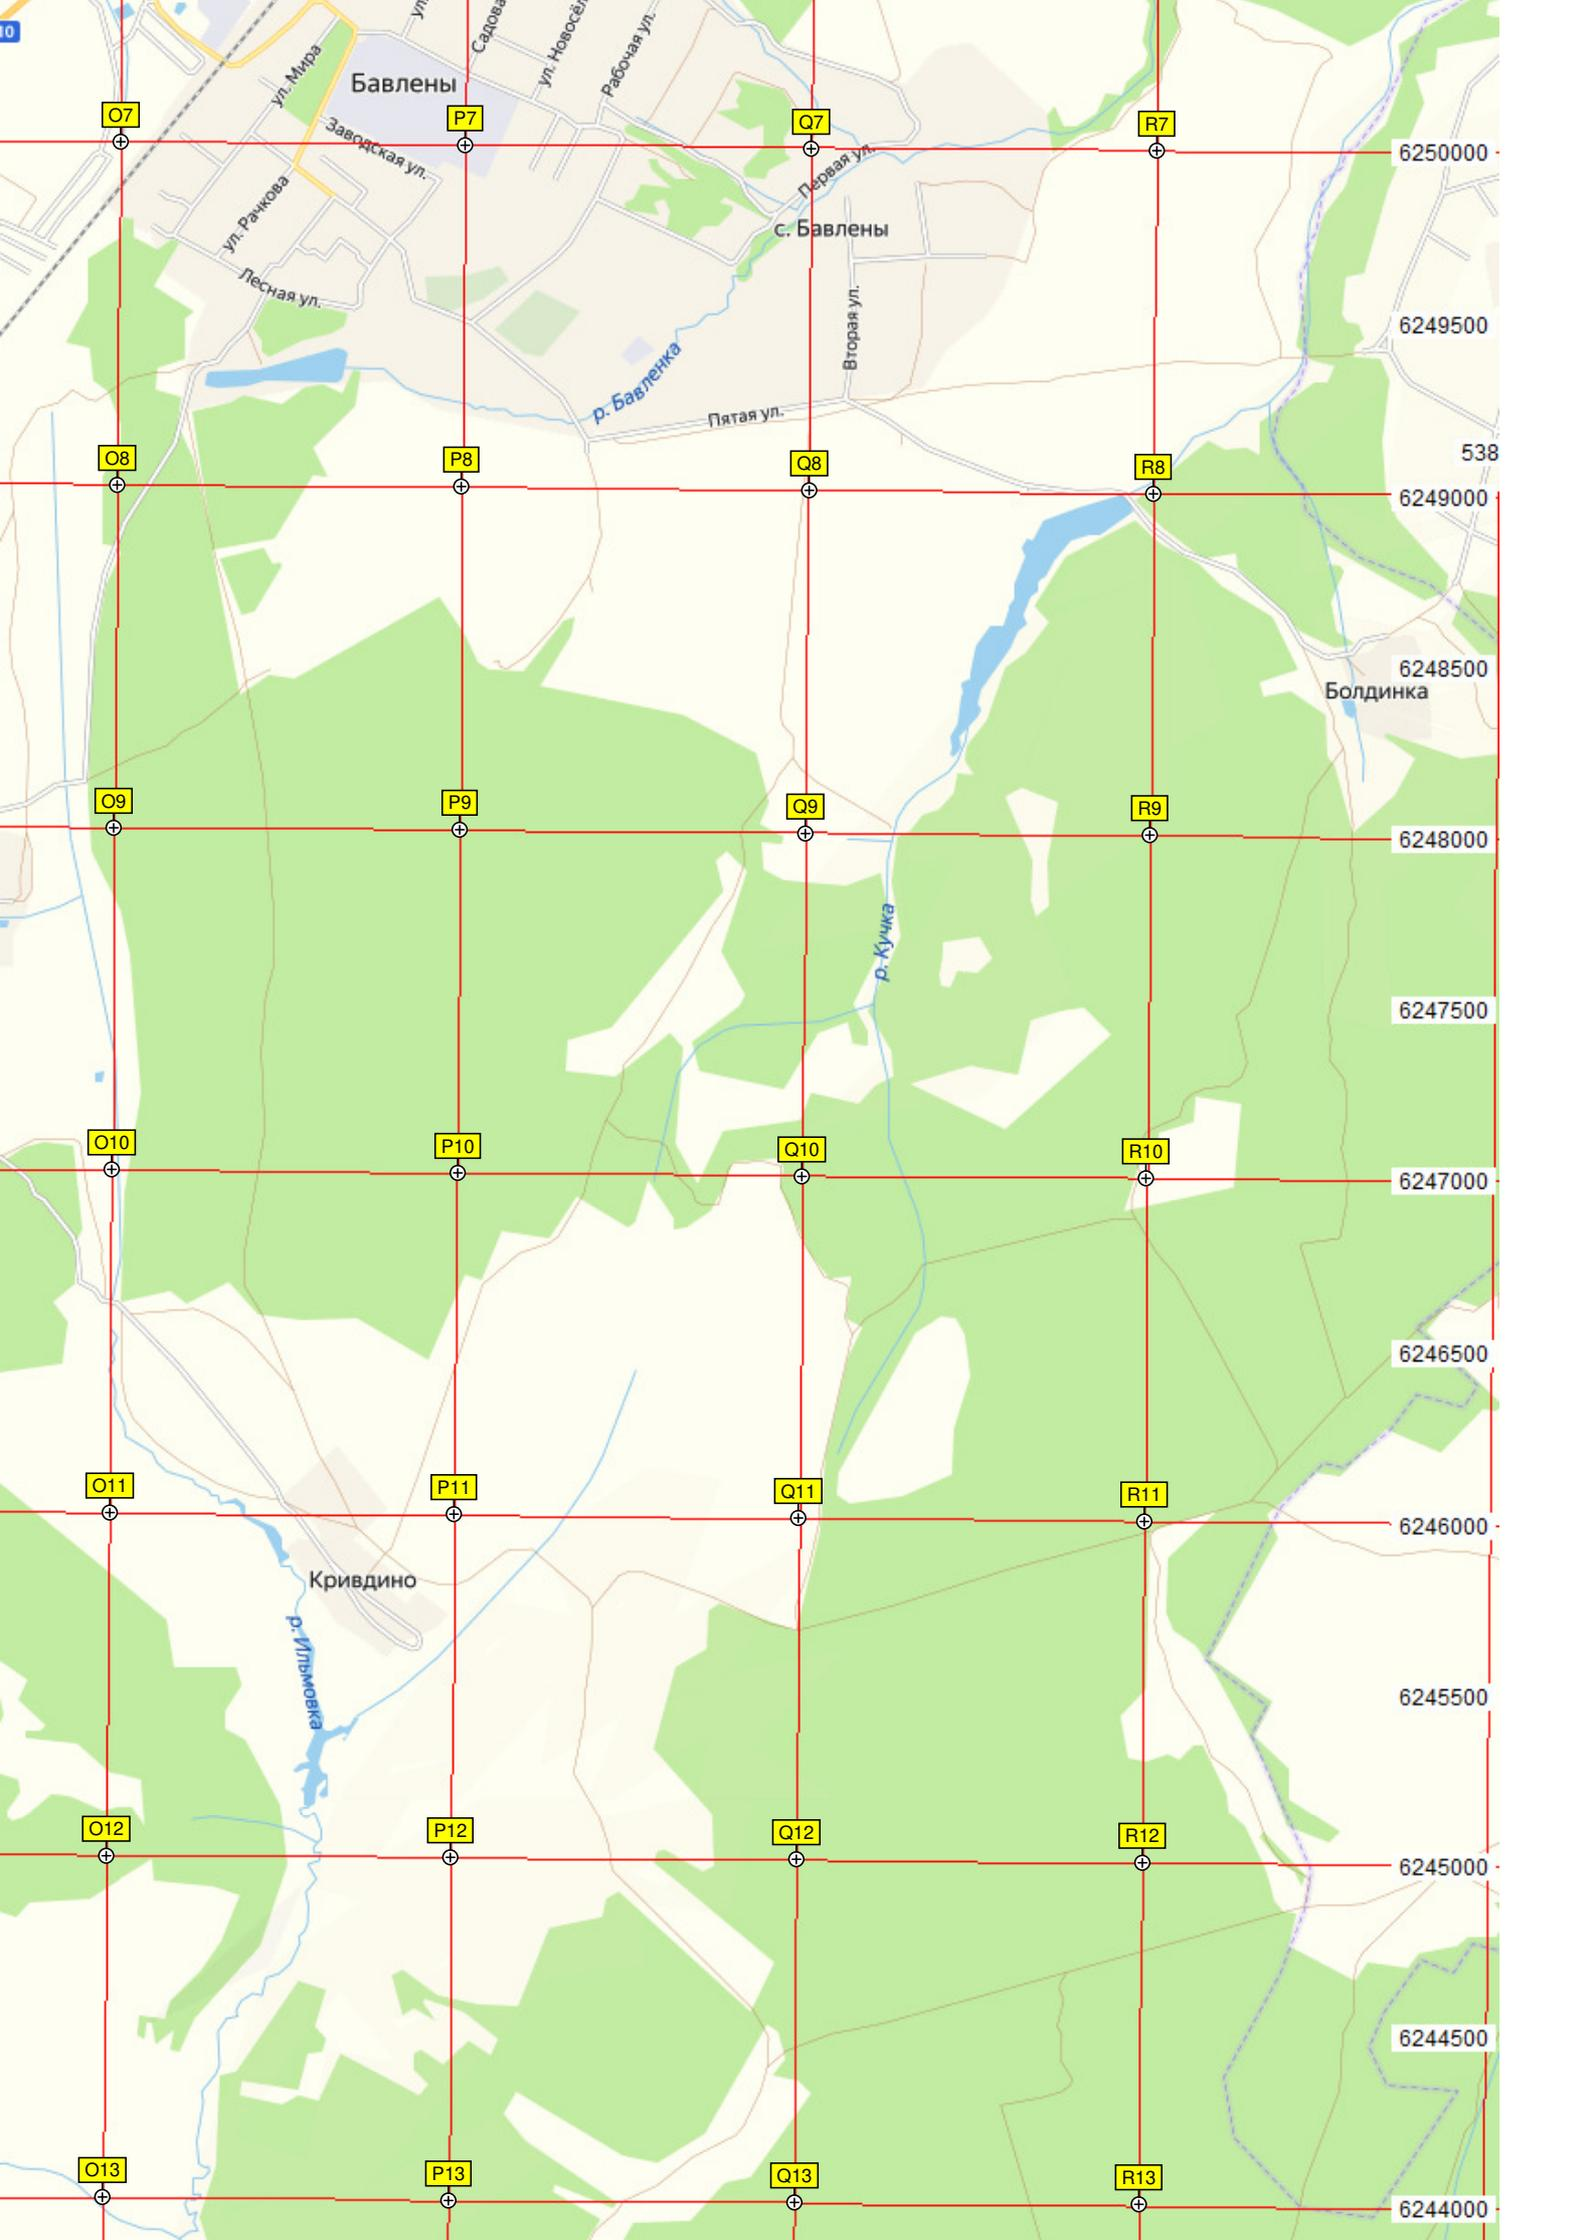 10
ул.
Садова
ул. Новосёл
Рабочая ул.
ул. Мира
Бавлены
O7
P7
Q7
R7
Заводская ул.
Первая ул.
6250000
ул. Рачкова
с. Бавлены
Лесная ул.
Вторая ул.
6249500
р. Бавленка
Пятая ул.
O8
P8
Q8
R8
538
6249000
6248500
Болдинка
O9
P9
Q9
R9
6248000
р. Кучка
6247500
O10
P10
Q10
R10
6247000
6246500
O11
P11
Q11
R11
6246000
Кривдино
р. Ильмовка
6245500
O12
P12
Q12
R12
6245000
6244500
O13
P13
Q13
R13
6244000